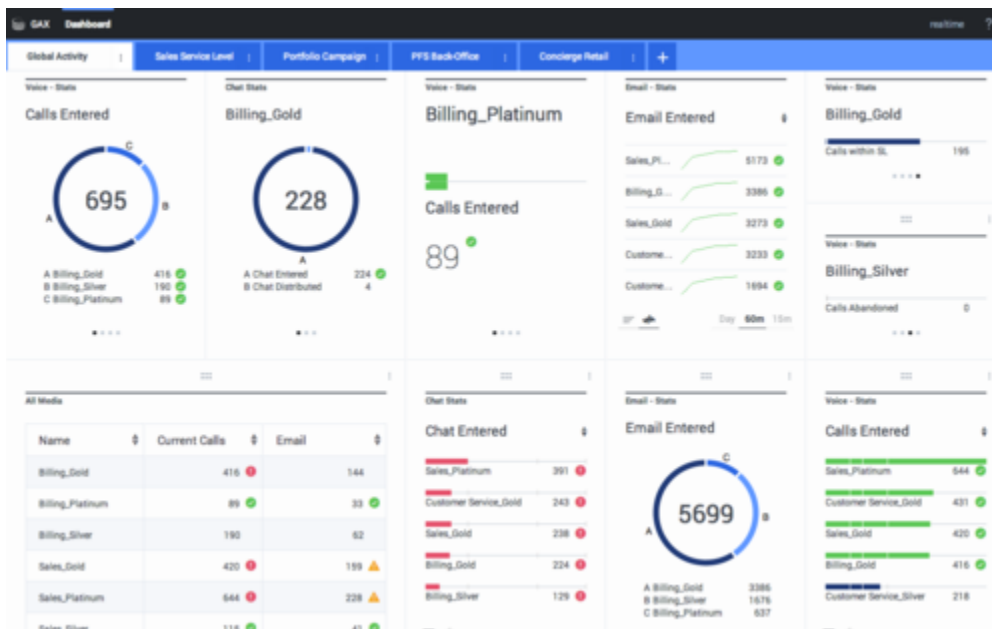 GAX Dashboard realtime ?
Global Activity Sales Service Level Portfolio Campaign PFS Back-Office Concierge Retail +
Voice - Stats
Calls Entered
C
695
A
B
A Billing_Gold 416
B Billing_Silver 190
C Billing_Platinum 89
Chat Stats
Billing_Gold
228
A
A Chat Entered 224
B Chat Distributed 4
Voice - Stats
Billing_Platinum
Calls Entered
89
Email - Stats
Email Entered
Sales_Pl... 5173
Billing_G... 3386
Sales_Gold 3273
Custome... 3233
Custome... 1694
Day 60m 15m
Voice - Stats
Billing_Gold
Calls within SL 195
Voice - Stats
Billing_Silver
Calls Abandoned 0
All Media
Name Current Calls Email
Billing_Gold 416 144
Billing_Platinum 89 33
Billing_Silver 190 62
Sales_Gold 420 159
Sales_Platinum 644 228
Sales_Silver 116 41
Chat Stats
Chat Entered
Sales_Platinum 391
Customer Service_Gold 243
Sales_Gold 238
Billing_Gold 224
Billing_Silver 129
Email - Stats
Email Entered
C
5699
A
B
A Billing_Gold 3386
B Billing_Silver 1676
C Billing_Platinum 637
Voice - Stats
Calls Entered
Sales_Platinum 644
Customer Service_Gold 431
Sales_Gold 420
Billing_Gold 416
Customer Service_Silver 218